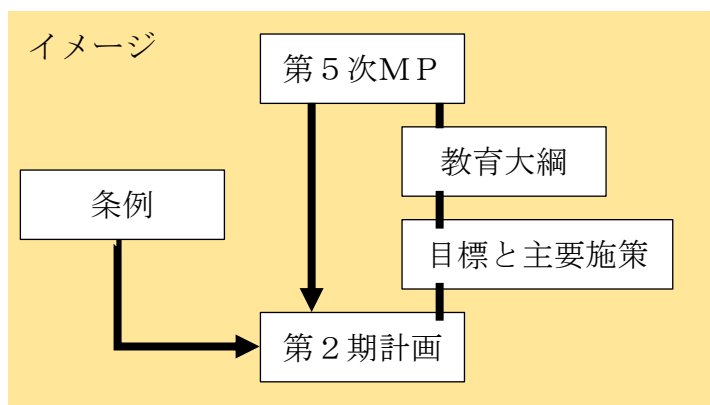 イメージ
第５次ＭＰ
教育大綱
条例
目標と主要施策
第２期計画